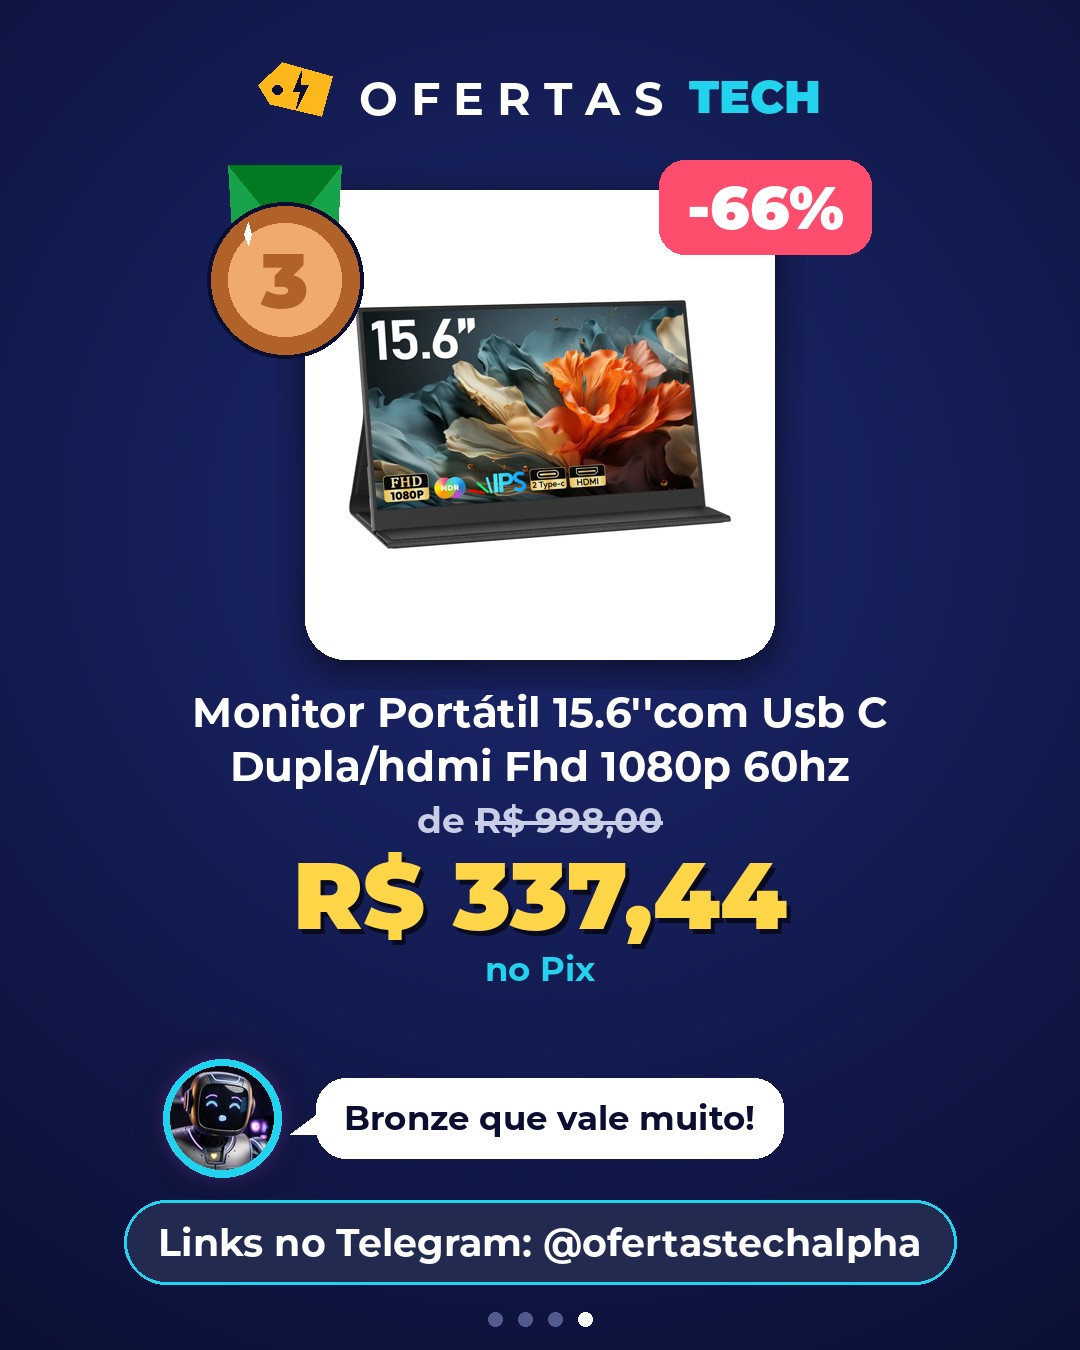 OFERTAS TECH
-66%
3
15.6”
FHD
1080P
HDR
IPS
2 Type-c
HDMI
Monitor Portátil 15.6''com Usb C
Dupla/hdmi Fhd 1080p 60hz
de R$ 998,00
R$ 337,44
no Pix
Bronze que vale muito!
Links no Telegram: @ofertastechalpha